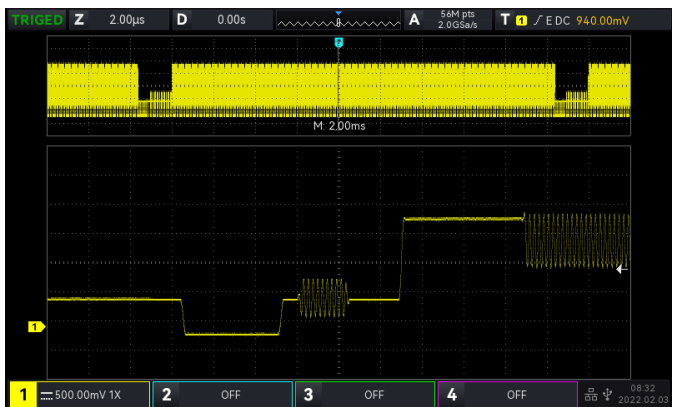 TRIGED Z 2.00μs D 0.00s A 56M pts 2.0GSa/s T 1 E DC 940.00mV
T
M: 2.00ms
1
1 500.00mV 1X 2 OFF 3 OFF 4 OFF 08:32 2022.02.03